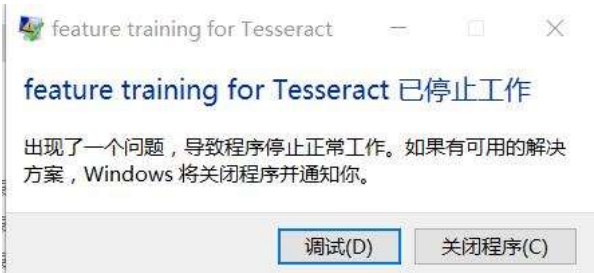 feature training for Tesseract
feature training for Tesseract 已停止工作
出现了一个问题，导致程序停止正常工作。如果有可用的解决
方案，Windows 将关闭程序并通知你。
调试(D) 关闭程序(C)